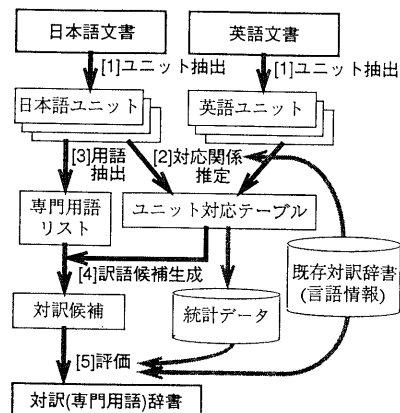 日本語文書
英語文書
[1]ユニット抽出
[1]ユニット抽出
日本語ユニット
英語ユニット
[3]用語
抽出
[2]対応関係
推定
専門用語
リスト
ユニット対応テーブル
[4]訳語候補生成
既存対訳辞書
(言語情報)
対訳候補
統計データ
[5]評価
対訳(専門用語)辞書